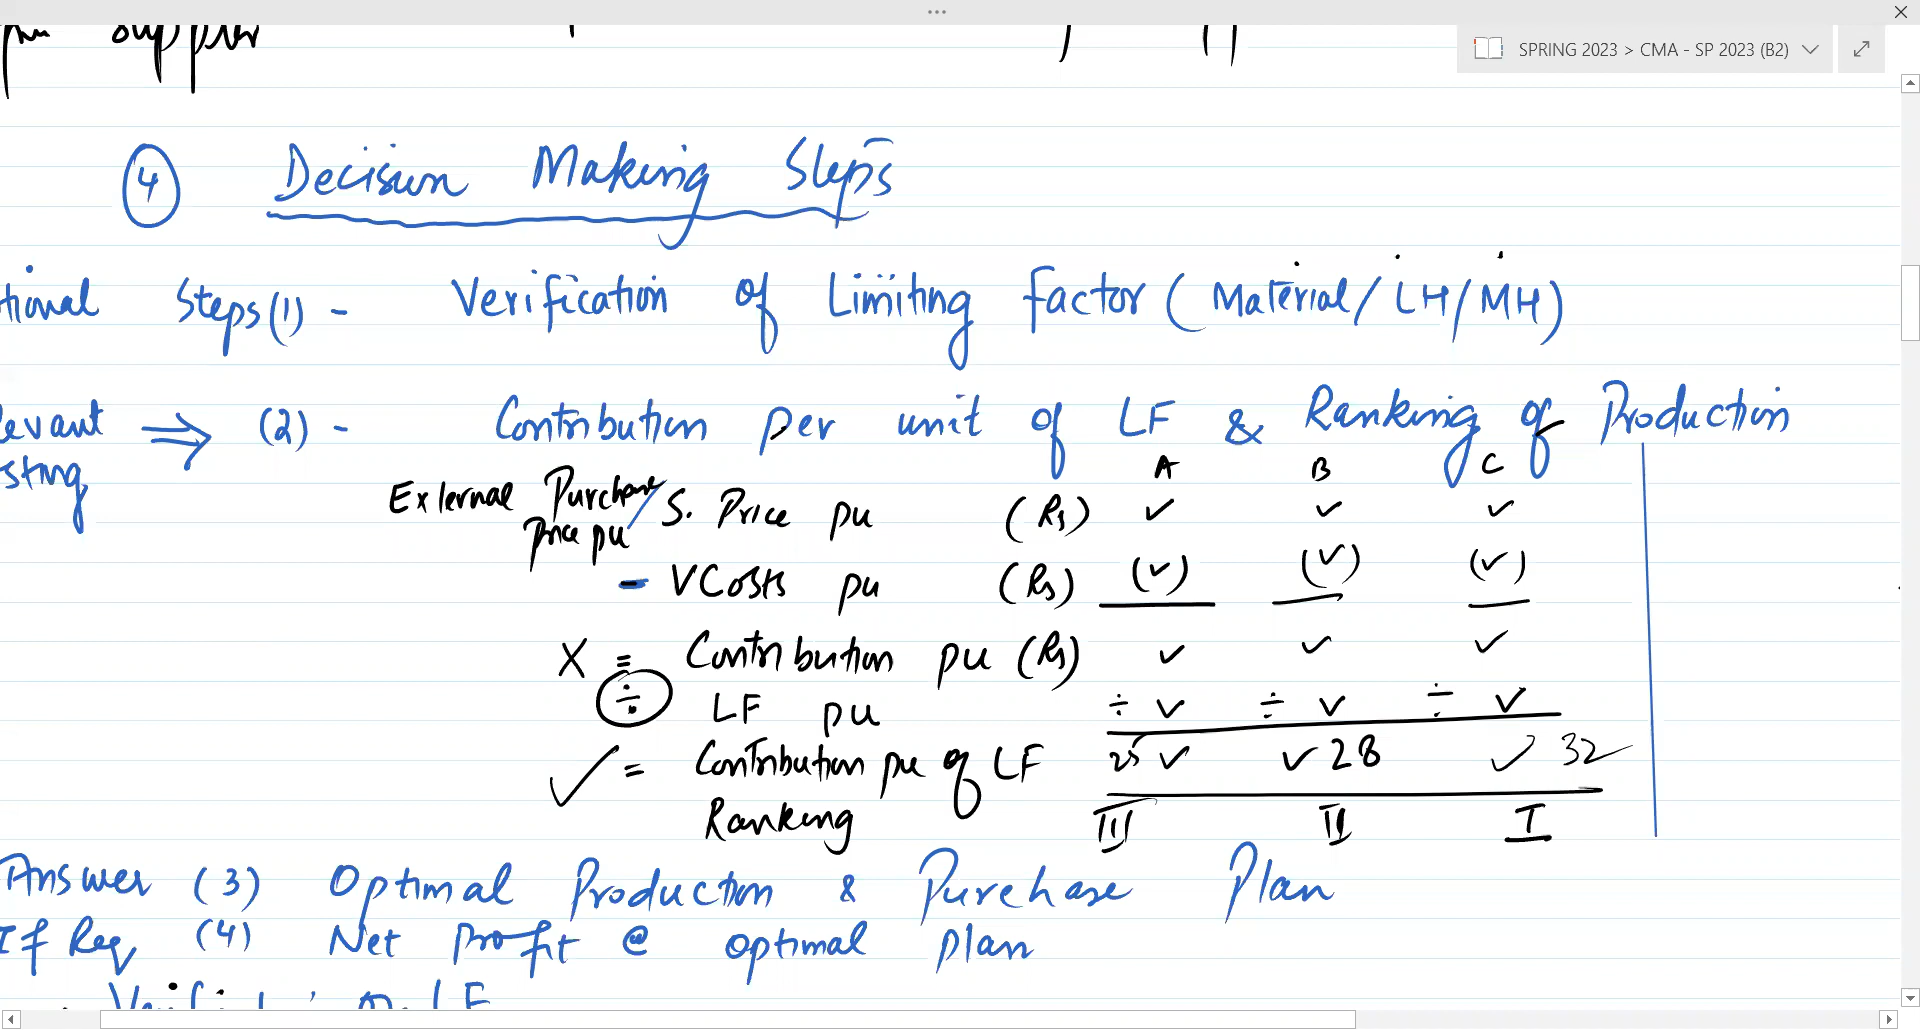 SPRING 2023 > CMA - SP 2023 (B2)
④ Decision Making Steps
tional Steps (1) - Verification of Limiting Factor (Material/LH/MH)
evant ⇒ (2) - Contribution per unit of LF & Ranking of Production
sting
A B C
External Purchase Price pu / S. Price pu (Rs) ✓ ✓ ✓
- VCosts pu (Rs) (✓) (✓) (✓)
X = Contribution pu (Rs) ✓ ✓ ✓
÷ LF pu ÷ ✓ ÷ ✓ ÷ ✓
✓ = Contribution pu of LF 25 ✓ ✓ 28 ✓ 32
Ranking III II I
Answer (3) Optimal Production & Purchase Plan
If Req (4) Net Profit @ optimal plan